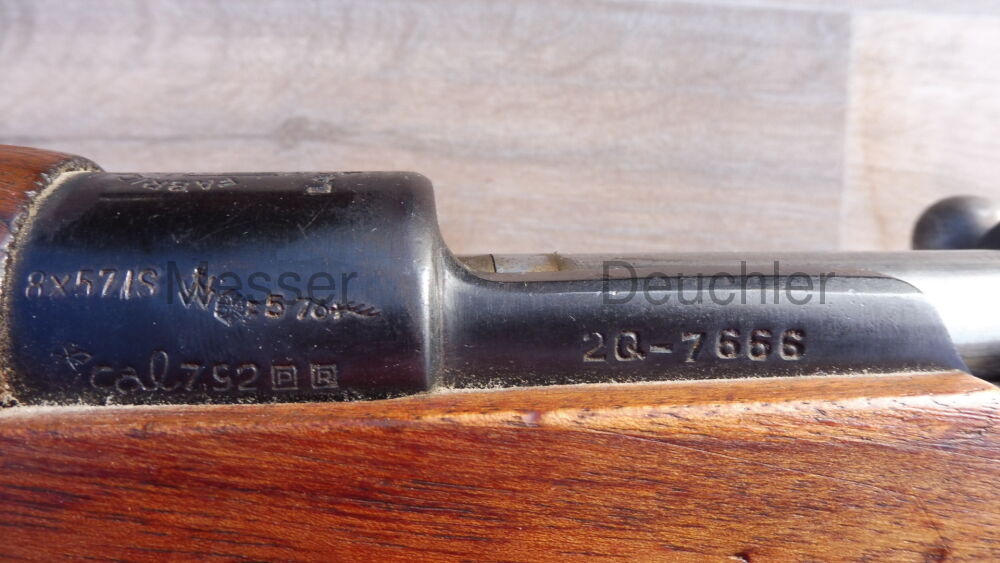 8x57IS
Messer Deuchler
2Q-7666
cal 7.92